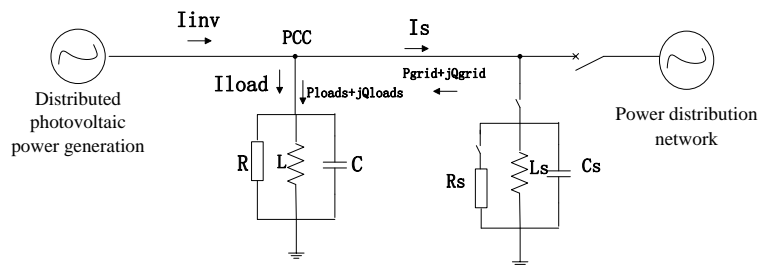 Iinv
PCC
Is
Iload
Ploads+jQloads
Pgrid+jQgrid
Distributed
photovoltaic
power generation
Power distribution
network
R
L
C
Rs
Ls
Cs